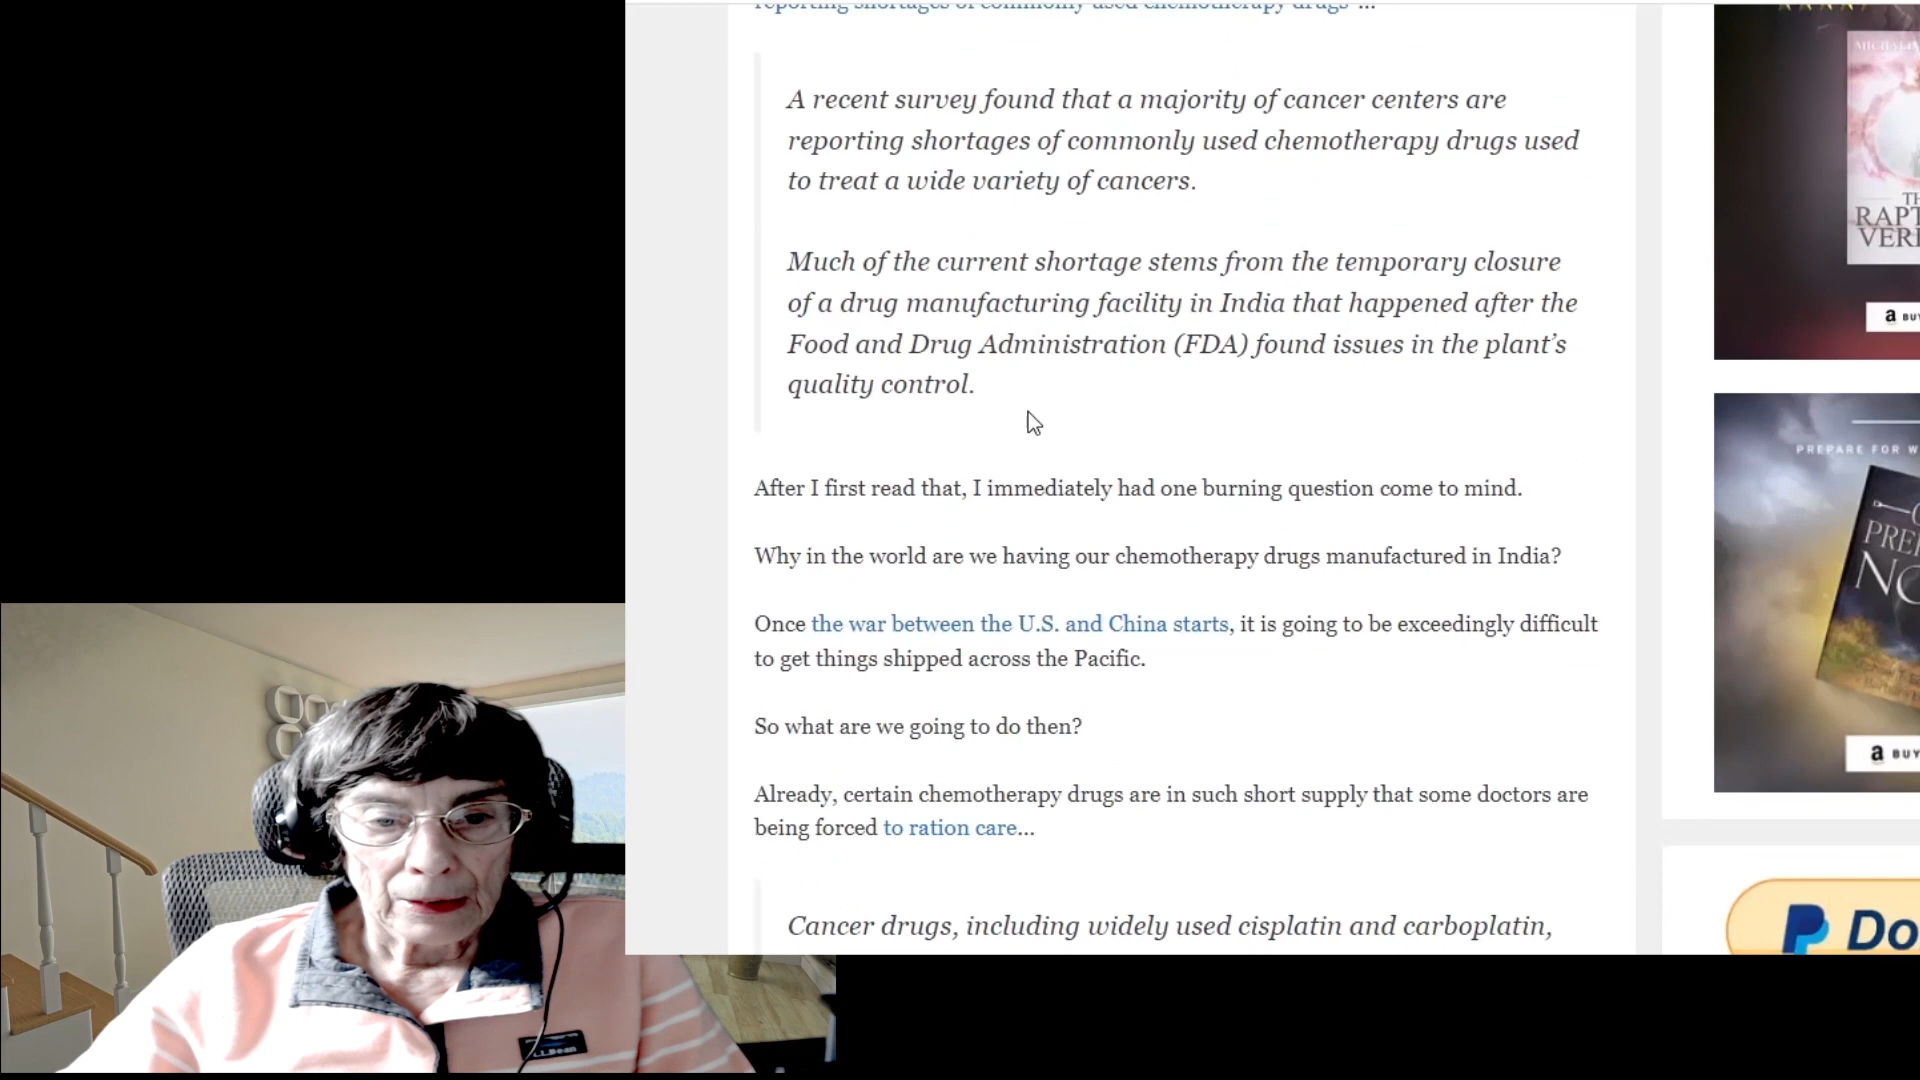 reporting shortages of commonly used chemotherapy drugs" ...
A recent survey found that a majority of cancer centers are
reporting shortages of commonly used chemotherapy drugs used
to treat a wide variety of cancers.
Much of the current shortage stems from the temporary closure
of a drug manufacturing facility in India that happened after the
Food and Drug Administration (FDA) found issues in the plant’s
quality control.
After I first read that, I immediately had one burning question come to mind.
Why in the world are we having our chemotherapy drugs manufactured in India?
Once the war between the U.S. and China starts, it is going to be exceedingly difficult
to get things shipped across the Pacific.
So what are we going to do then?
Already, certain chemotherapy drugs are in such short supply that some doctors are
being forced to ration care...
Cancer drugs, including widely used cisplatin and carboplatin,
PREPARE FOR W
a BUY
Do
L.L.Bean